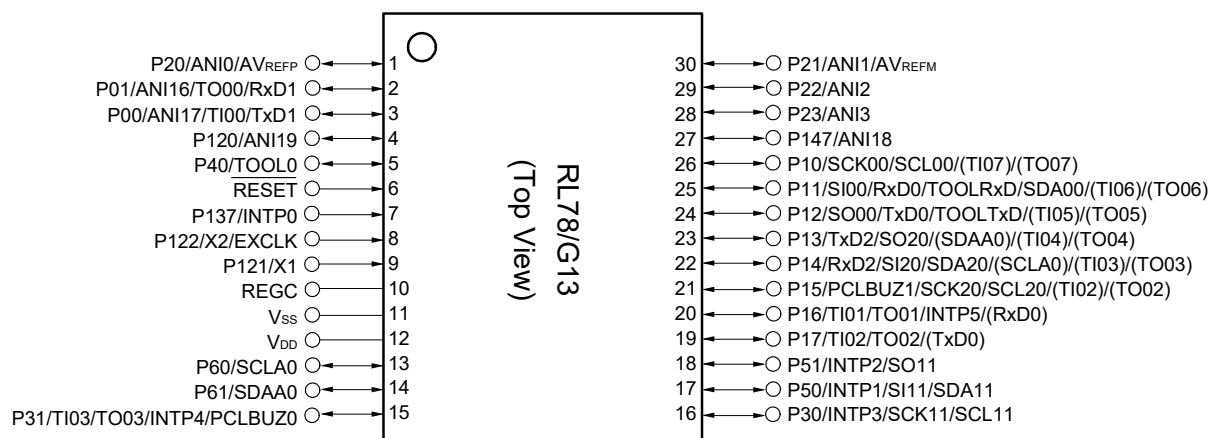 P20/ANI0/AVREFP 1
P01/ANI16/TO00/RxD1 2
P00/ANI17/TI00/TxD1 3
P120/ANI19 4
P40/TOOL0 5
RESET 6
P137/INTP0 7
P122/X2/EXCLK 8
P121/X1 9
REGC 10
VSS 11
VDD 12
P60/SCLA0 13
P61/SDAA0 14
P31/TI03/TO03/INTP4/PCLBUZ0 15
RL78/G13
(Top View)
30 P21/ANI1/AVREFM
29 P22/ANI2
28 P23/ANI3
27 P147/ANI18
26 P10/SCK00/SCL00/(TI07)/(TO07)
25 P11/SI00/RxD0/TOOLRxD/SDA00/(TI06)/(TO06)
24 P12/SO00/TxD0/TOOLTxD/(TI05)/(TO05)
23 P13/TxD2/SO20/(SDAA0)/(TI04)/(TO04)
22 P14/RxD2/SI20/SDA20/(SCLA0)/(TI03)/(TO03)
21 P15/PCLBUZ1/SCK20/SCL20/(TI02)/(TO02)
20 P16/TI01/TO01/INTP5/(RxD0)
19 P17/TI02/TO02/(TxD0)
18 P51/INTP2/SO11
17 P50/INTP1/SI11/SDA11
16 P30/INTP3/SCK11/SCL11